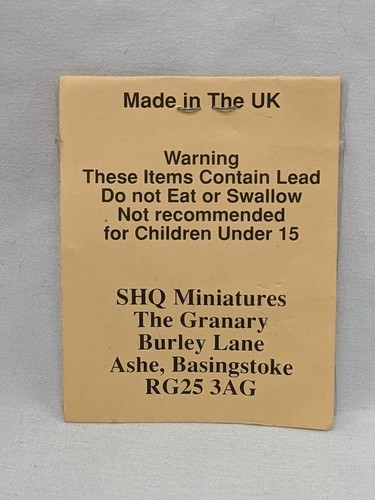 Made in The UK
Warning
These Items Contain Lead
Do not Eat or Swallow
Not recommended
for Children Under 15
SHQ Miniatures
The Granary
Burley Lane
Ashe, Basingstoke
RG25 3AG